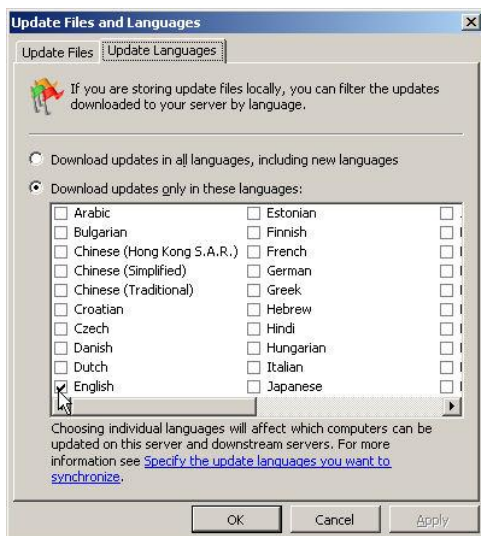 Update Files and Languages
Update Files
Update Languages
If you are storing update files locally, you can filter the updates
downloaded to your server by language.
Download updates in all languages, including new languages
Download updates only in these languages:
Arabic
Bulgarian
Chinese (Hong Kong S.A.R.)
Chinese (Simplified)
Chinese (Traditional)
Croatian
Czech
Danish
Dutch
English
Estonian
Finnish
French
German
Greek
Hebrew
Hindi
Hungarian
Italian
Japanese
Choosing individual languages will affect which computers can be
updated on this server and downstream servers. For more
information see Specify the update languages you want to
synchronize.
OK
Cancel
Apply